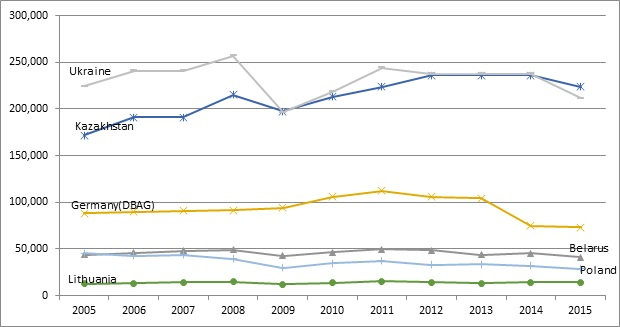 300,000
250,000
Ukraine
200,000
Kazakhstan
150,000
100,000
Germany(DBAG)
50,000
Belarus
Poland
Lithuania
0
2005 2006 2007 2008 2009 2010 2011 2012 2013 2014 2015